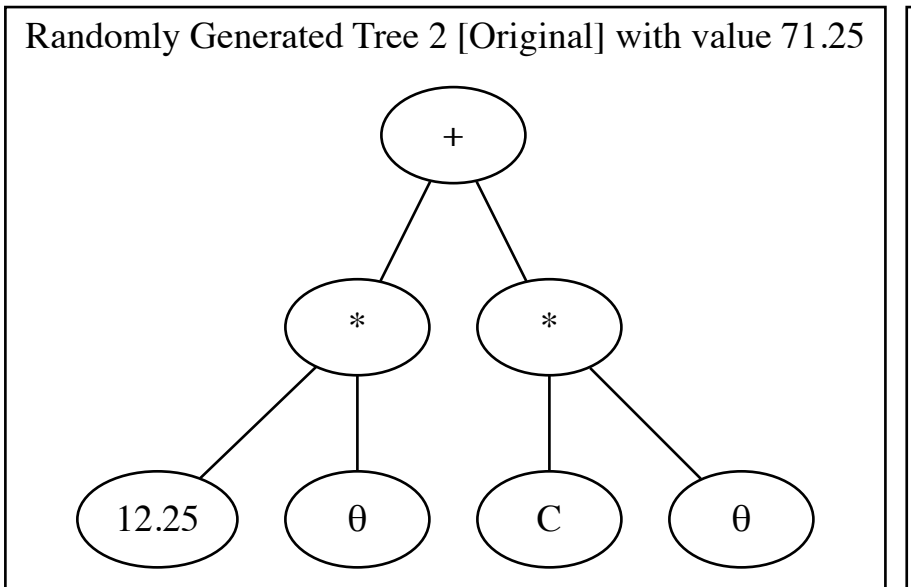 Randomly Generated Tree 2 [Original] with value 71.25
+
* *
12.25 θ C θ